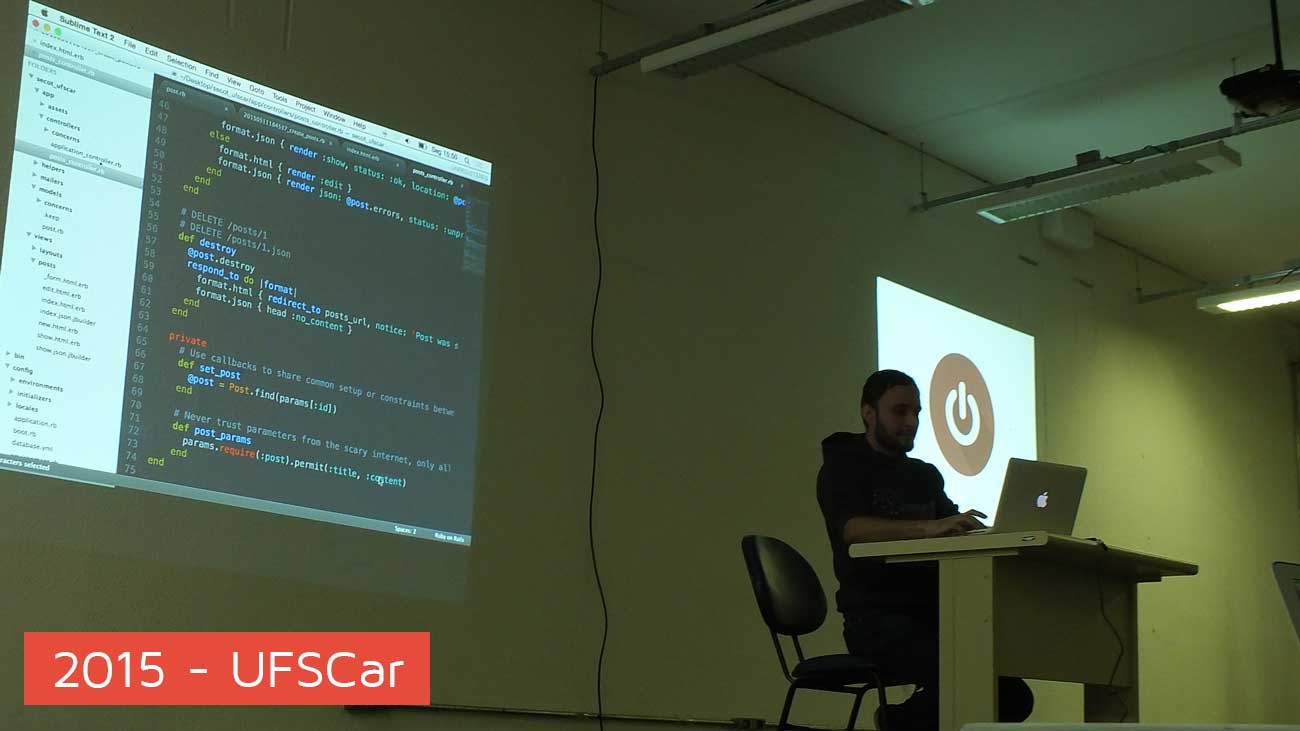 Sublime Text 2 File Edit Selection Find View Goto Tools Project Window Help Seg 15:50
~/Desktop/secot_ufscar/app/controllers/posts_controller.rb — secot_ufscar
index.html.erb
posts_controller.rb
FOLDERS
secot_ufscar
app
assets
controllers
concerns
application_controller.rb
posts_controller.rb
helpers
mailers
models
concerns
.keep
post.rb
views
layouts
posts
_form.html.erb
edit.html.erb
index.html.erb
index.json.jbuilder
new.html.erb
show.html.erb
show.json.jbuilder
bin
config
environments
initializers
locales
application.rb
boot.rb
database.yml
aracters selected
post.rb
index.html.erb
posts_controller.rb
46
47 format.json { render :show, status: :ok, location: @po
48 else
49 format.html { render :edit }
50 format.json { render json: @post.errors, status: :unpr
51 end
52 end
53 end
54
55 # DELETE /posts/1
56 # DELETE /posts/1.json
57 def destroy
58 @post.destroy
59 respond_to do |format|
60 format.html { redirect_to posts_url, notice: 'Post was s
61 format.json { head :no_content }
62 end
63 end
64
65 private
66 # Use callbacks to share common setup or constraints betwe
67 def set_post
68 @post = Post.find(params[:id])
69 end
70
71 # Never trust parameters from the scary internet, only all
72 def post_params
73 params.require(:post).permit(:title, :content)
74 end
75 end
Spaces: 2 Ruby on Rails
2015 - UFSCar